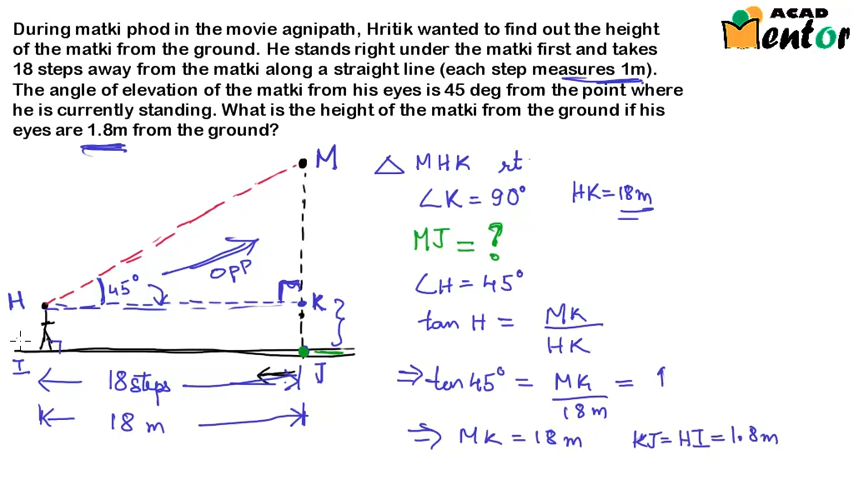 During matki phod in the movie agnipath, Hritik wanted to find out the height
of the matki from the ground. He stands right under the matki first and takes
18 steps away from the matki along a straight line (each step measures 1m).
The angle of elevation of the matki from his eyes is 45 deg from the point where
he is currently standing. What is the height of the matki from the ground if his
eyes are 1.8m from the ground?
ACAD
Mentor
M
△ MHK rt
∠K = 90°
HK = 18m
MJ = ?
OPP
∠H = 45°
H
45°
K
tan H = MK / HK
I
J
18 steps
⇒ tan 45° = MK / 18m = 1
18 m
⇒ MK = 18m
KJ = HI = 1.8m